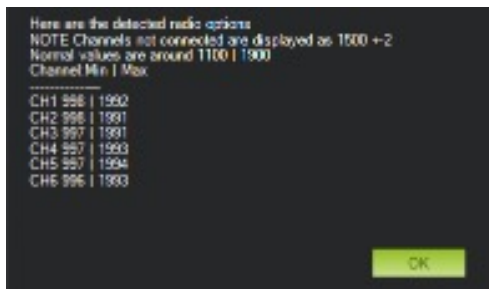 Here are the detected radio options
NOTE Channels not connected are displayed as 1500 +-2
Normal values are around 1100 | 1900
Channel:Min | Max
---------------
CH1 996 | 1992
CH2 996 | 1991
CH3 997 | 1991
CH4 997 | 1993
CH5 997 | 1994
CH6 996 | 1993
OK